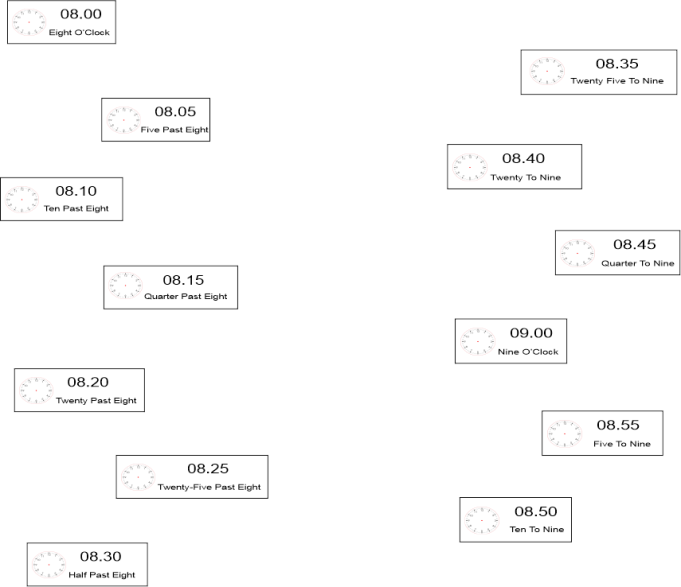 08.00
Eight O'Clock
08.05
Five Past Eight
08.10
Ten Past Eight
08.15
Quarter Past Eight
08.20
Twenty Past Eight
08.25
Twenty-Five Past Eight
08.30
Half Past Eight
08.35
Twenty Five To Nine
08.40
Twenty To Nine
08.45
Quarter To Nine
09.00
Nine O'Clock
08.55
Five To Nine
08.50
Ten To Nine